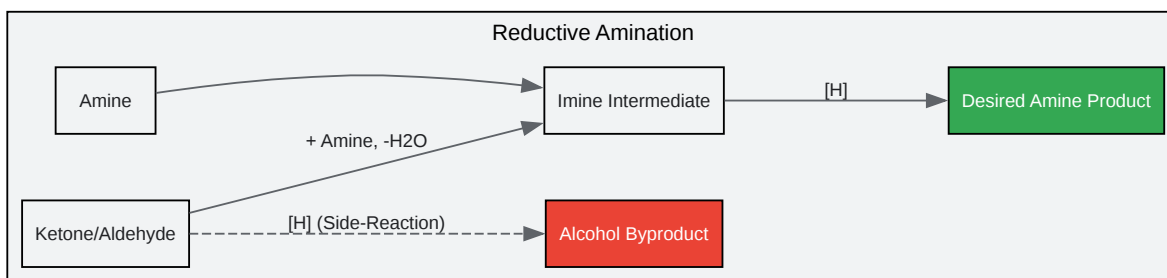 Reductive Amination
Amine
Imine Intermediate
[H]
Desired Amine Product
+ Amine, -H2O
Ketone/Aldehyde
[H] (Side-Reaction)
Alcohol Byproduct